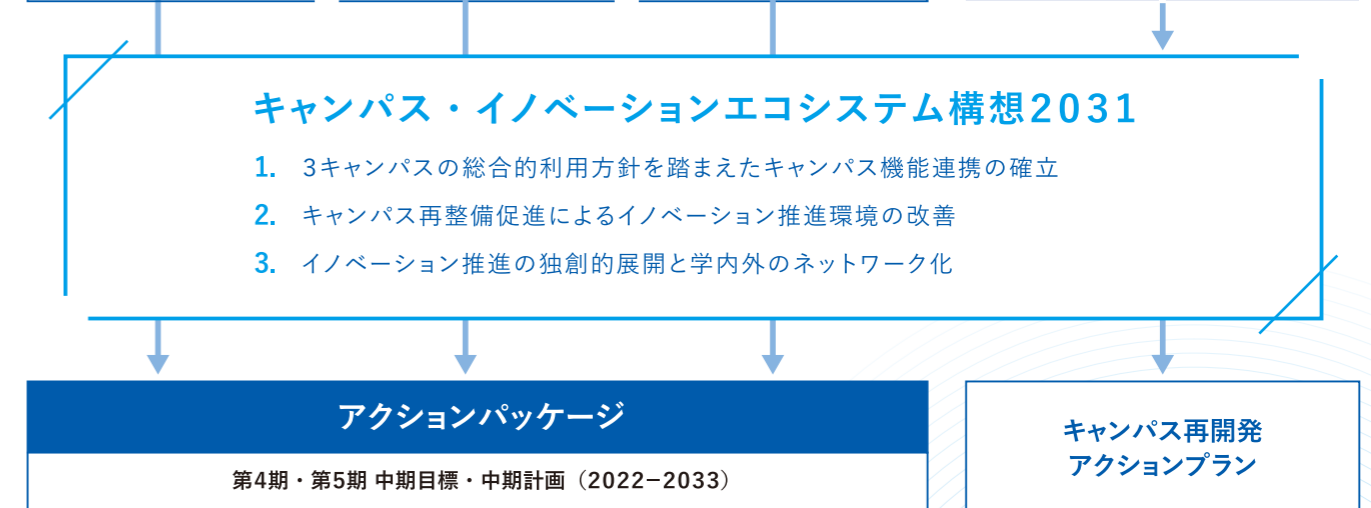 キャンパス・イノベーションエコシステム構想2031
1. 3キャンパスの総合的利用方針を踏まえたキャンパス機能連携の確立
2. キャンパス再整備促進によるイノベーション推進環境の改善
3. イノベーション推進の独創的展開と学内外のネットワーク化
アクションパッケージ
第4期・第5期 中期目標・中期計画（2022−2033）
キャンパス再開発
アクションプラン